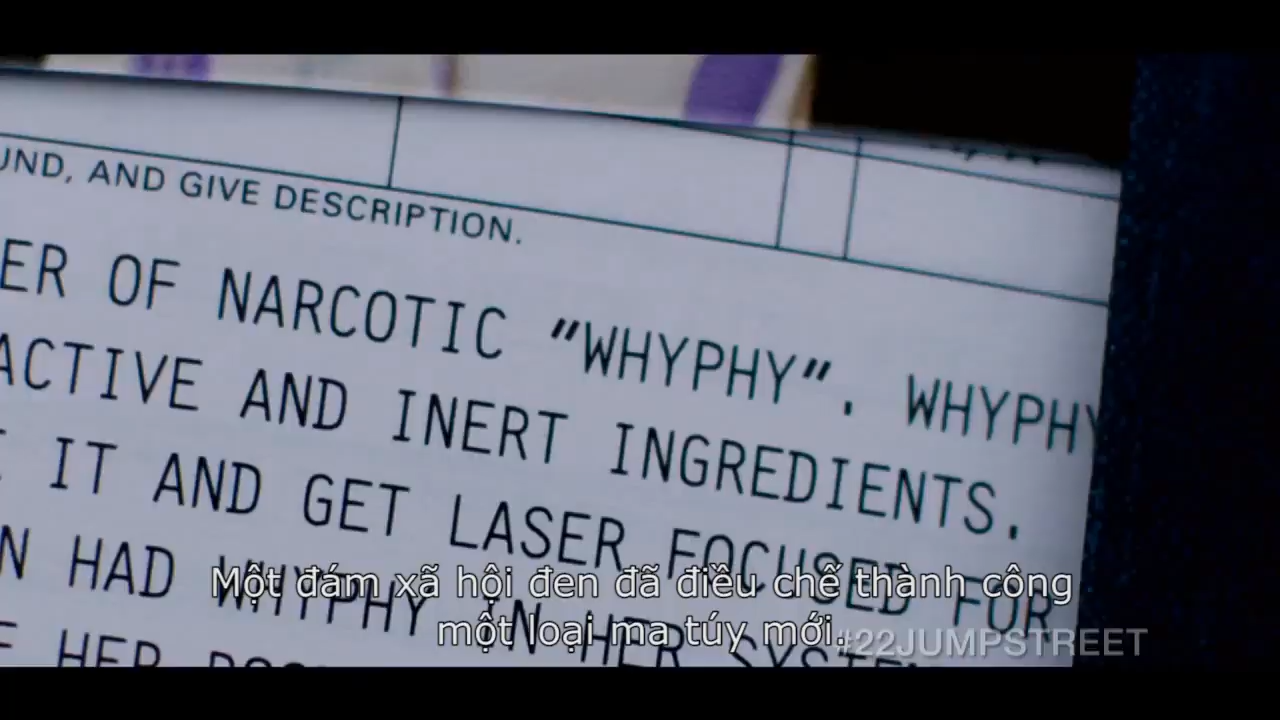 UND, AND GIVE DESCRIPTION.
ER OF NARCOTIC "WHYPHY". WHYPHY
ACTIVE AND INERT INGREDIENTS.
IT AND GET LASER FOCUSED FOR
N HAD WHYPHY IN HER SYSTEM
HER
Một đám xã hội đen đã điều chế thành công
một loại ma túy mới.
#22JUMPSTREET